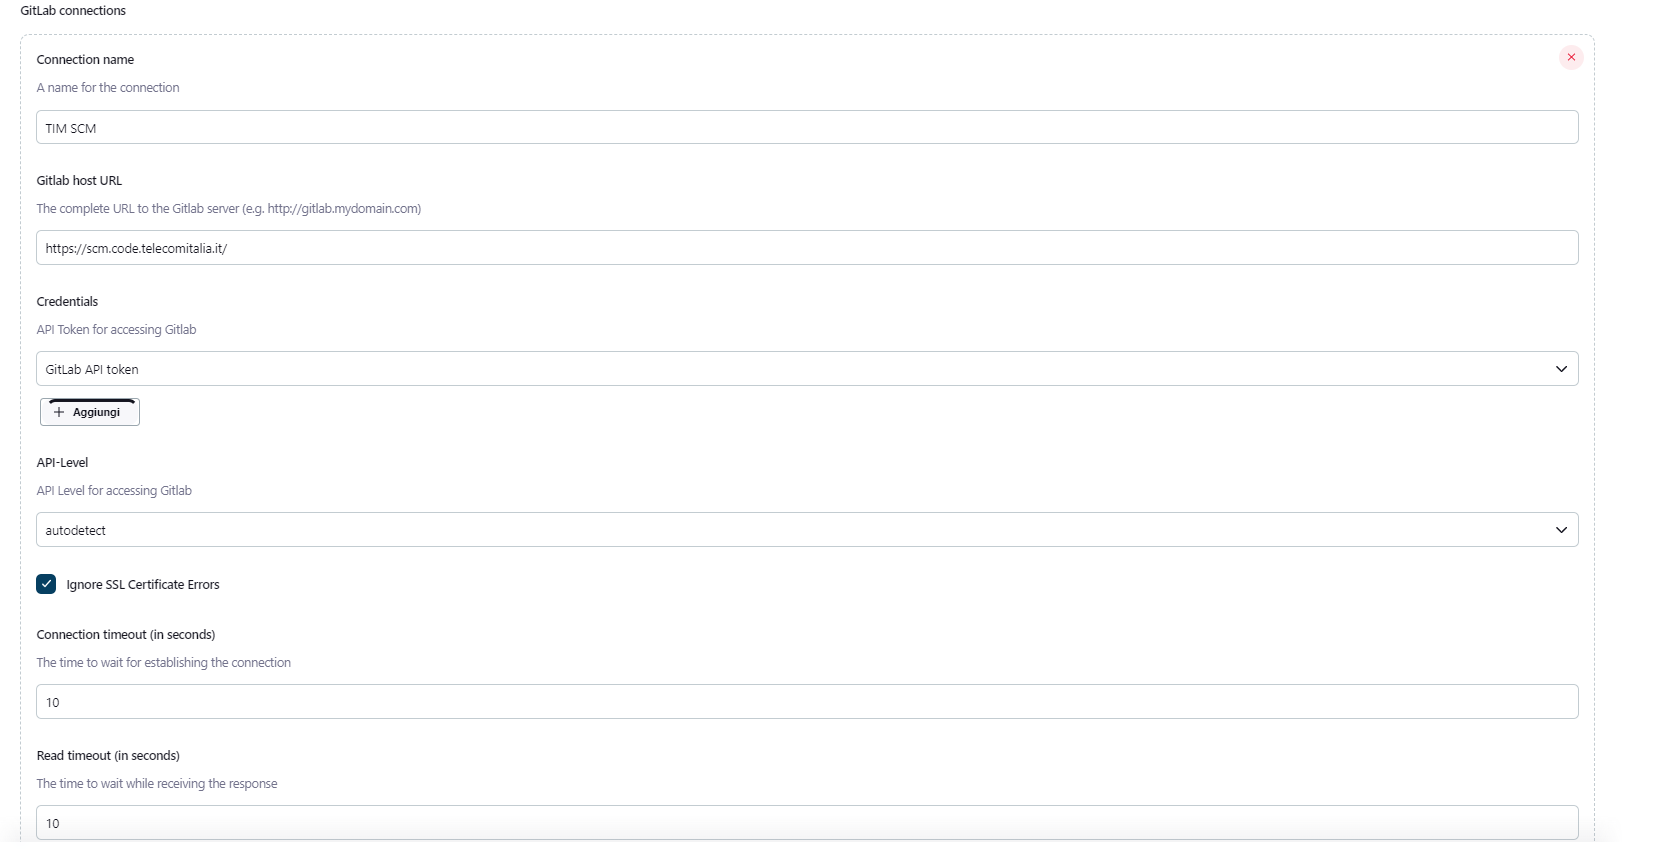 GitLab connections
Connection name
A name for the connection
TIM SCM
Gitlab host URL
The complete URL to the Gitlab server (e.g. http://gitlab.mydomain.com)
https://scm.code.telecomitalia.it/
Credentials
API Token for accessing Gitlab
GitLab API token
+ Aggiungi
API-Level
API Level for accessing Gitlab
autodetect
Ignore SSL Certificate Errors
Connection timeout (in seconds)
The time to wait for establishing the connection
10
Read timeout (in seconds)
The time to wait while receiving the response
10